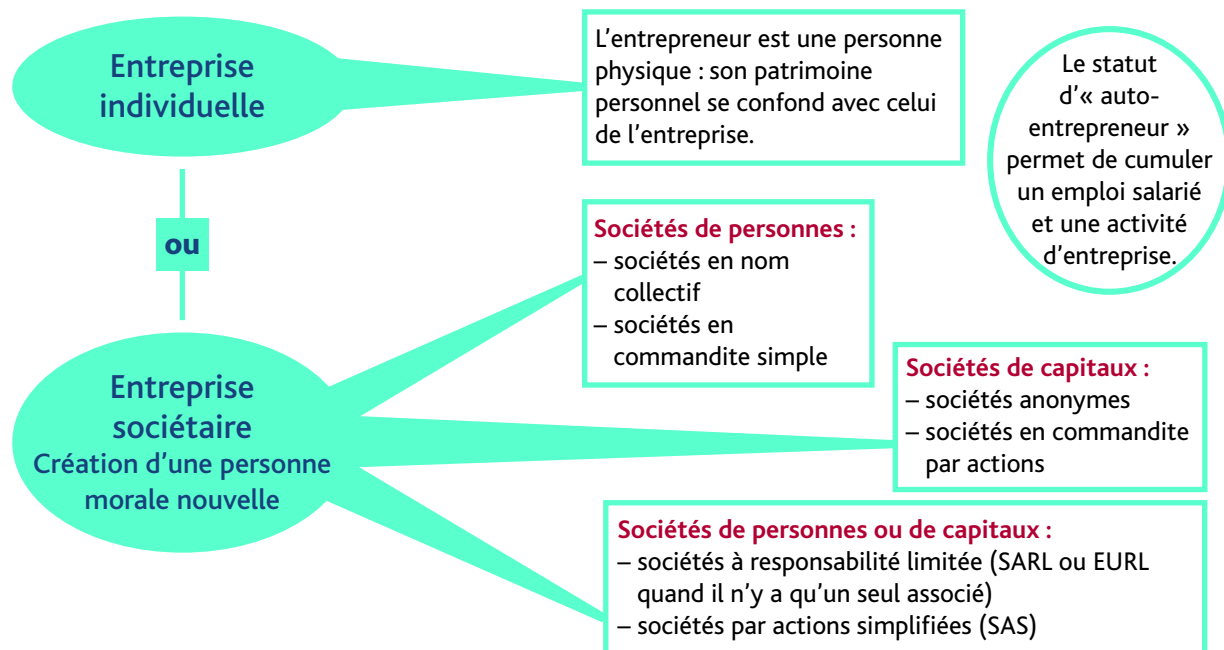 Entreprise
individuelle
L'entrepreneur est une personne
physique : son patrimoine
personnel se confond avec celui
de l'entreprise.
Le statut
d'« auto-
entrepreneur »
permet de cumuler
un emploi salarié
et une activité
d'entreprise.
ou
Entreprise
sociétaire
Création d'une personne
morale nouvelle
Sociétés de personnes :
– sociétés en nom
collectif
– sociétés en
commandite simple
Sociétés de capitaux :
– sociétés anonymes
– sociétés en commandite
par actions
Sociétés de personnes ou de capitaux :
– sociétés à responsabilité limitée (SARL ou EURL
quand il n'y a qu'un seul associé)
– sociétés par actions simplifiées (SAS)